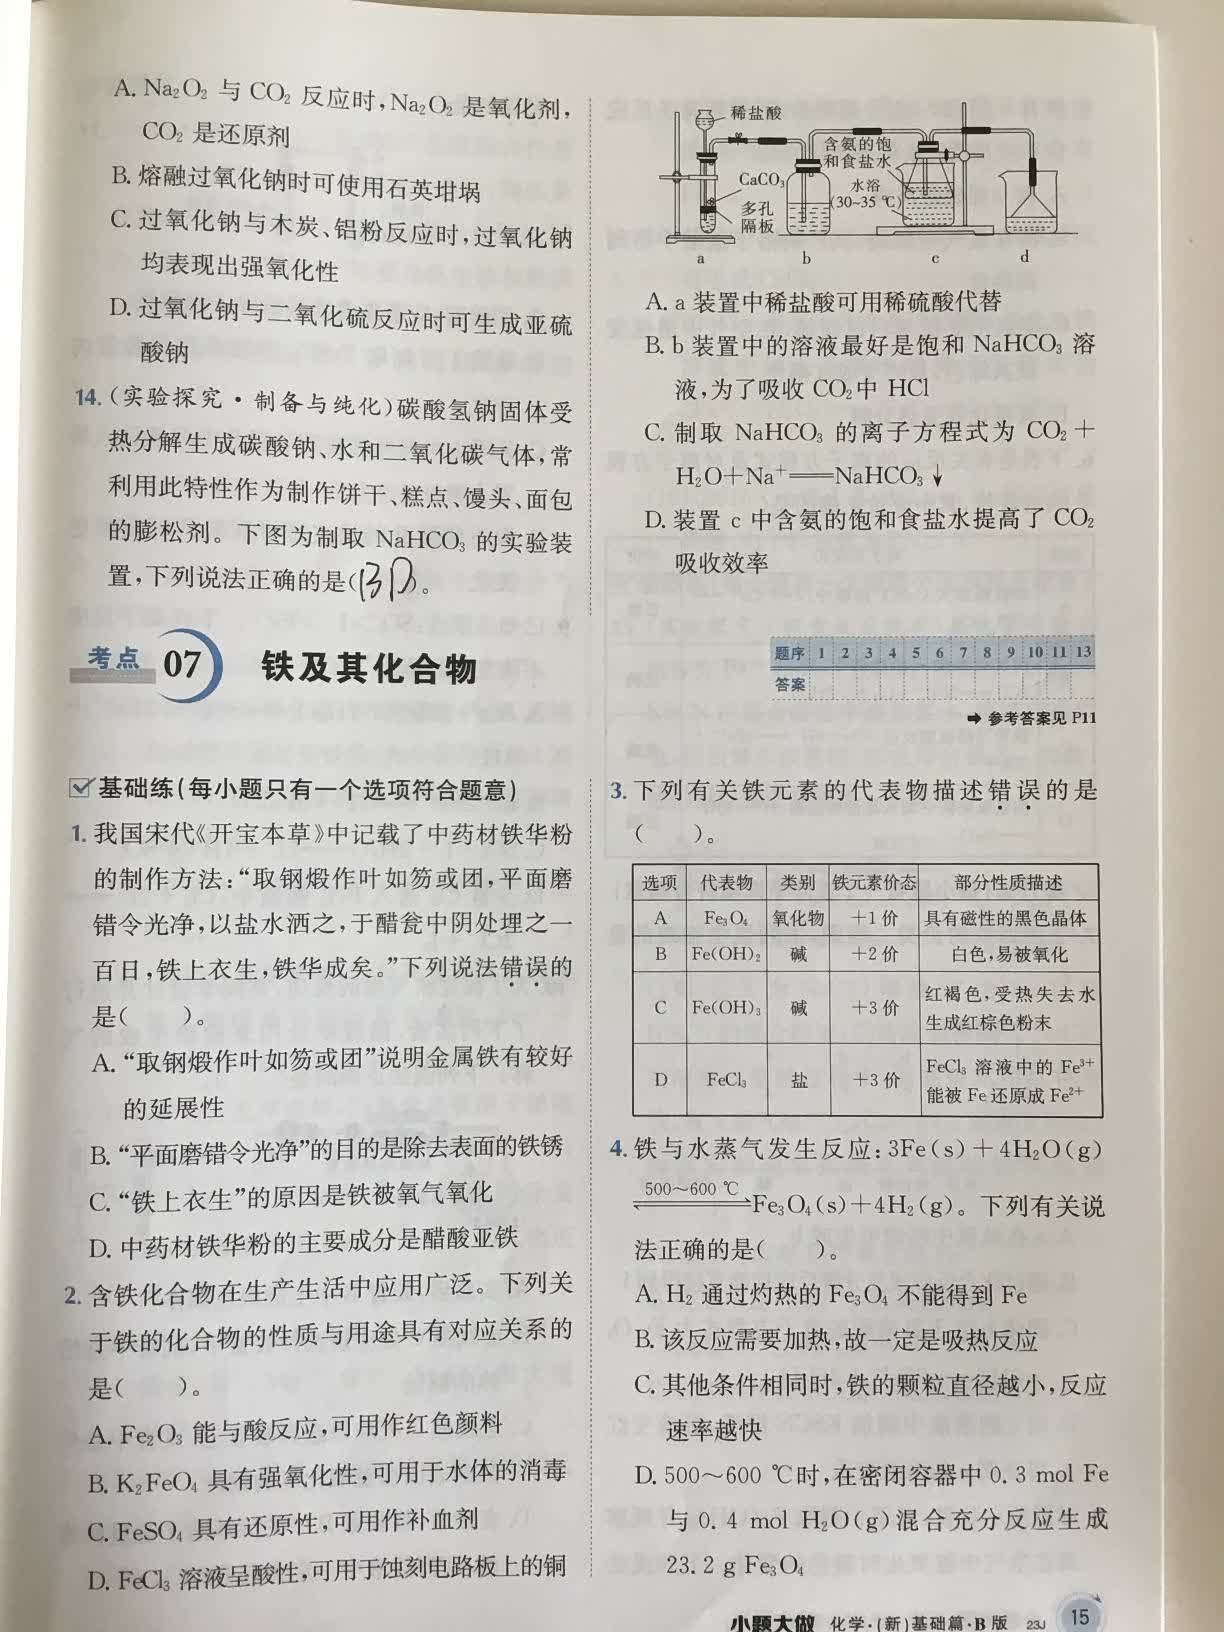 A. Na₂O₂ 与 CO₂ 反应时,Na₂O₂ 是氧化剂,
CO₂ 是还原剂
B. 熔融过氧化钠时可使用石英坩埚
C. 过氧化钠与木炭、铝粉反应时,过氧化钠
均表现出强氧化性
D. 过氧化钠与二氧化硫反应时可生成亚硫
酸钠
14. (实验探究·制备与纯化)碳酸氢钠固体受
热分解生成碳酸钠、水和二氧化碳气体,常
利用此特性作为制作饼干、糕点、馒头、面包
的膨松剂。下图为制取 NaHCO₃ 的实验装
置,下列说法正确的是(BD)。
稀盐酸
含氨的饱
和食盐水
CaCO₃
水浴
(30~35 ℃)
多孔
隔板
a b c d
A. a 装置中稀盐酸可用稀硫酸代替
B. b 装置中的溶液最好是饱和 NaHCO₃ 溶
液,为了吸收 CO₂中 HCl
C. 制取 NaHCO₃ 的离子方程式为 CO₂+
H₂O+Na⁺══NaHCO₃↓
D. 装置 c 中含氨的饱和食盐水提高了 CO₂
吸收效率
考点 07 铁及其化合物
题序 1 2 3 4 5 6 7 8 9 10 11 13
答案
➡ 参考答案见 P11
基础练(每小题只有一个选项符合题意)
1. 我国宋代《开宝本草》中记载了中药材铁华粉
的制作方法:“取钢煅作叶如笏或团,平面磨
错令光净,以盐水洒之,于醋瓮中阴处埋之一
百日,铁上衣生,铁华成矣。”下列说法错误的
是( )。
A. “取钢煅作叶如笏或团”说明金属铁有较好
的延展性
B. “平面磨错令光净”的目的是除去表面的铁锈
C. “铁上衣生”的原因是铁被氧气氧化
D. 中药材铁华粉的主要成分是醋酸亚铁
2. 含铁化合物在生产生活中应用广泛。下列关
于铁的化合物的性质与用途具有对应关系的
是( )。
A. Fe₂O₃ 能与酸反应,可用作红色颜料
B. K₂FeO₄ 具有强氧化性,可用于水体的消毒
C. FeSO₄ 具有还原性,可用作补血剂
D. FeCl₃ 溶液呈酸性,可用于蚀刻电路板上的铜
3. 下列有关铁元素的代表物描述错误的是
( )。
选项 代表物 类别 铁元素价态 部分性质描述
A Fe₃O₄ 氧化物 +1 价 具有磁性的黑色晶体
B Fe(OH)₂ 碱 +2 价 白色,易被氧化
C Fe(OH)₃ 碱 +3 价 红褐色,受热失去水
生成红棕色粉末
D FeCl₃ 盐 +3 价 FeCl₃ 溶液中的 Fe³⁺
能被 Fe 还原成 Fe²⁺
4. 铁与水蒸气发生反应:3Fe(s)+4H₂O(g)
500~600 ℃ ⇌ Fe₃O₄(s)+4H₂(g)。下列有关说
法正确的是( )。
A. H₂ 通过灼热的 Fe₃O₄ 不能得到 Fe
B. 该反应需要加热,故一定是吸热反应
C. 其他条件相同时,铁的颗粒直径越小,反应
速率越快
D. 500~600 ℃时,在密闭容器中 0.3 mol Fe
与 0.4 mol H₂O(g)混合充分反应生成
23.2 g Fe₃O₄
小题大做 化学·(新)基础篇·B 版 23J 15